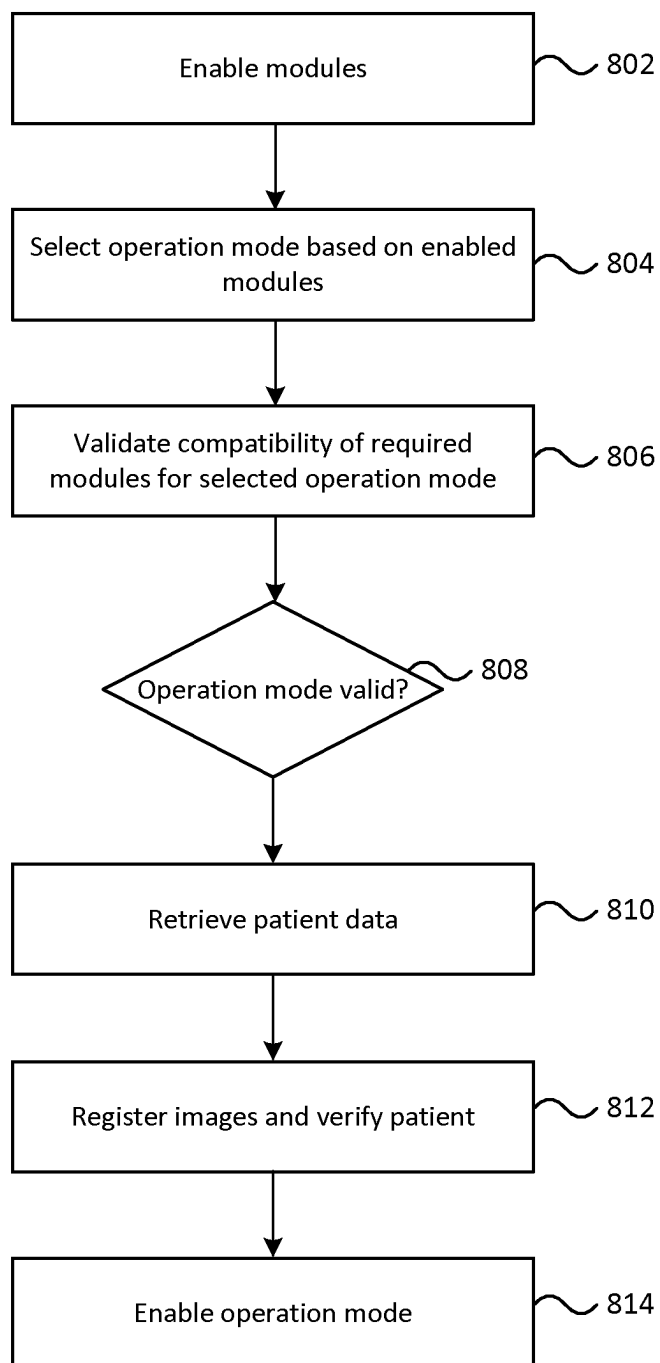 Enable modules
802
Select operation mode based on enabled
modules
804
Validate compatibility of required
modules for selected operation mode
806
Operation mode valid?
808
Retrieve patient data
810
Register images and verify patient
812
Enable operation mode
814